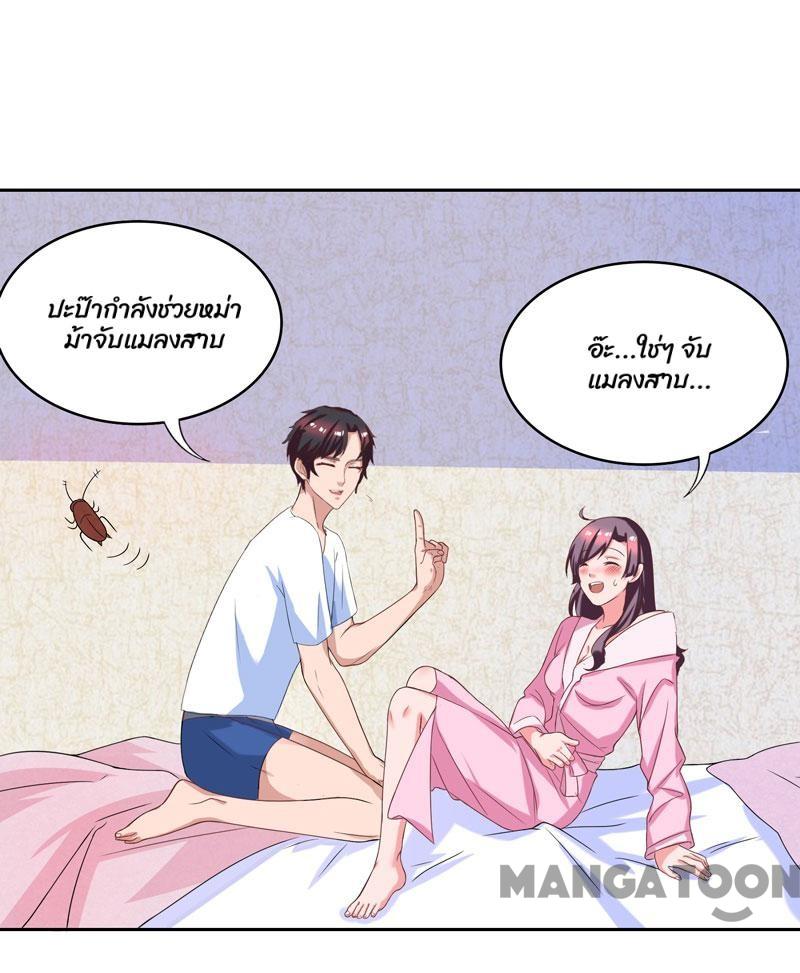 ปะป๊ากำลังช่วยหม่า
ม้าจับแมลงสาบ
อ๊ะ...ใช่ๆ จับ
แมลงสาบ...
MANGATOON